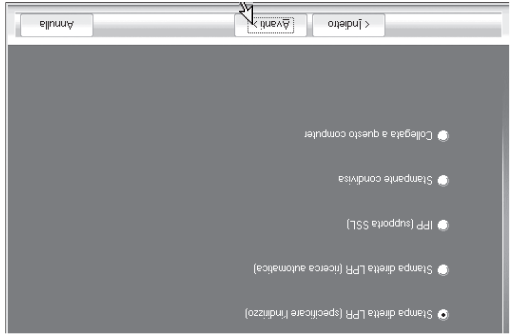 Stampa diretta LPR (specificare l'indirizzo)
Stampa diretta LPR (ricerca automatica)
IPP (supporta SSL)
Stampante condivisa
Collegata a questo computer
< Indietro
Avanti >
Annulla